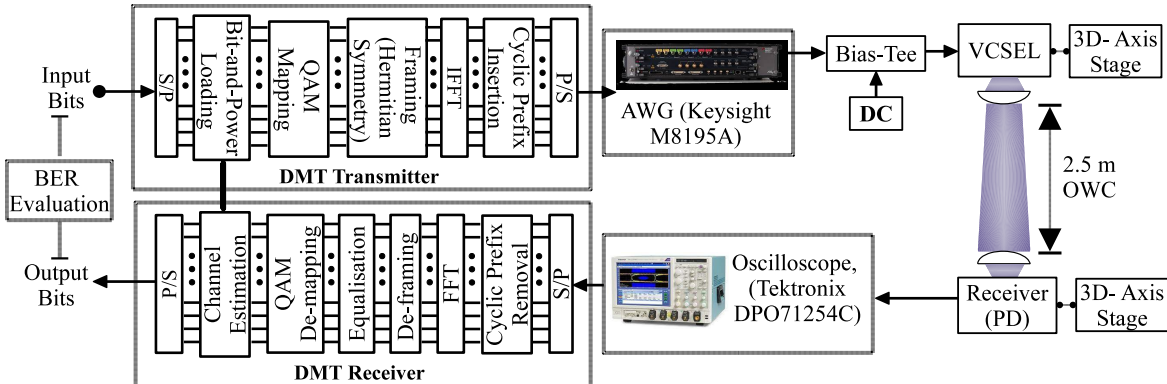 Input
Bits
BER
Evaluation
Output
Bits
S/P
Bit-and-Power
Loading
QAM
Mapping
Framing
(Hermitian
Symmetry)
IFFT
Cyclic Prefix
Insertion
P/S
DMT Transmitter
AWG (Keysight
M8195A)
Bias-Tee
DC
VCSEL
3D- Axis
Stage
2.5 m
OWC
P/S
Channel
Estimation
QAM
De-mapping
Equalisation
De-framing
FFT
Cyclic Prefix
Removal
S/P
DMT Receiver
Oscilloscope,
(Tektronix
DPO71254C)
Receiver
(PD)
3D- Axis
Stage